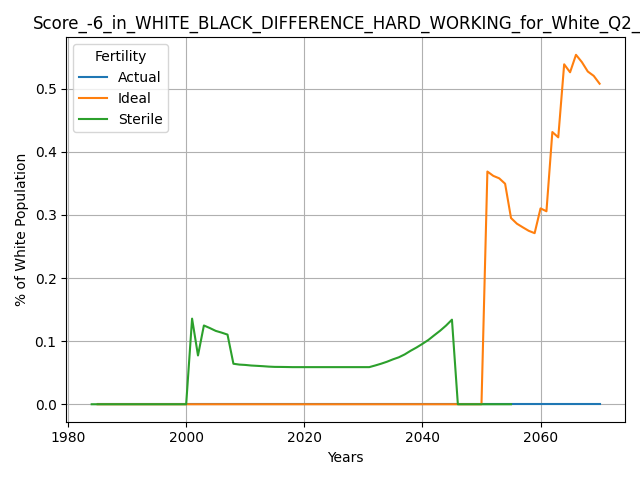 Score_-6_in_WHITE_BLACK_DIFFERENCE_HARD_WORKING_for_White_Q2_
Fertility
Actual
Ideal
Sterile
% of White Population
0.5
0.4
0.3
0.2
0.1
0.0
1980 2000 2020 2040 2060
Years